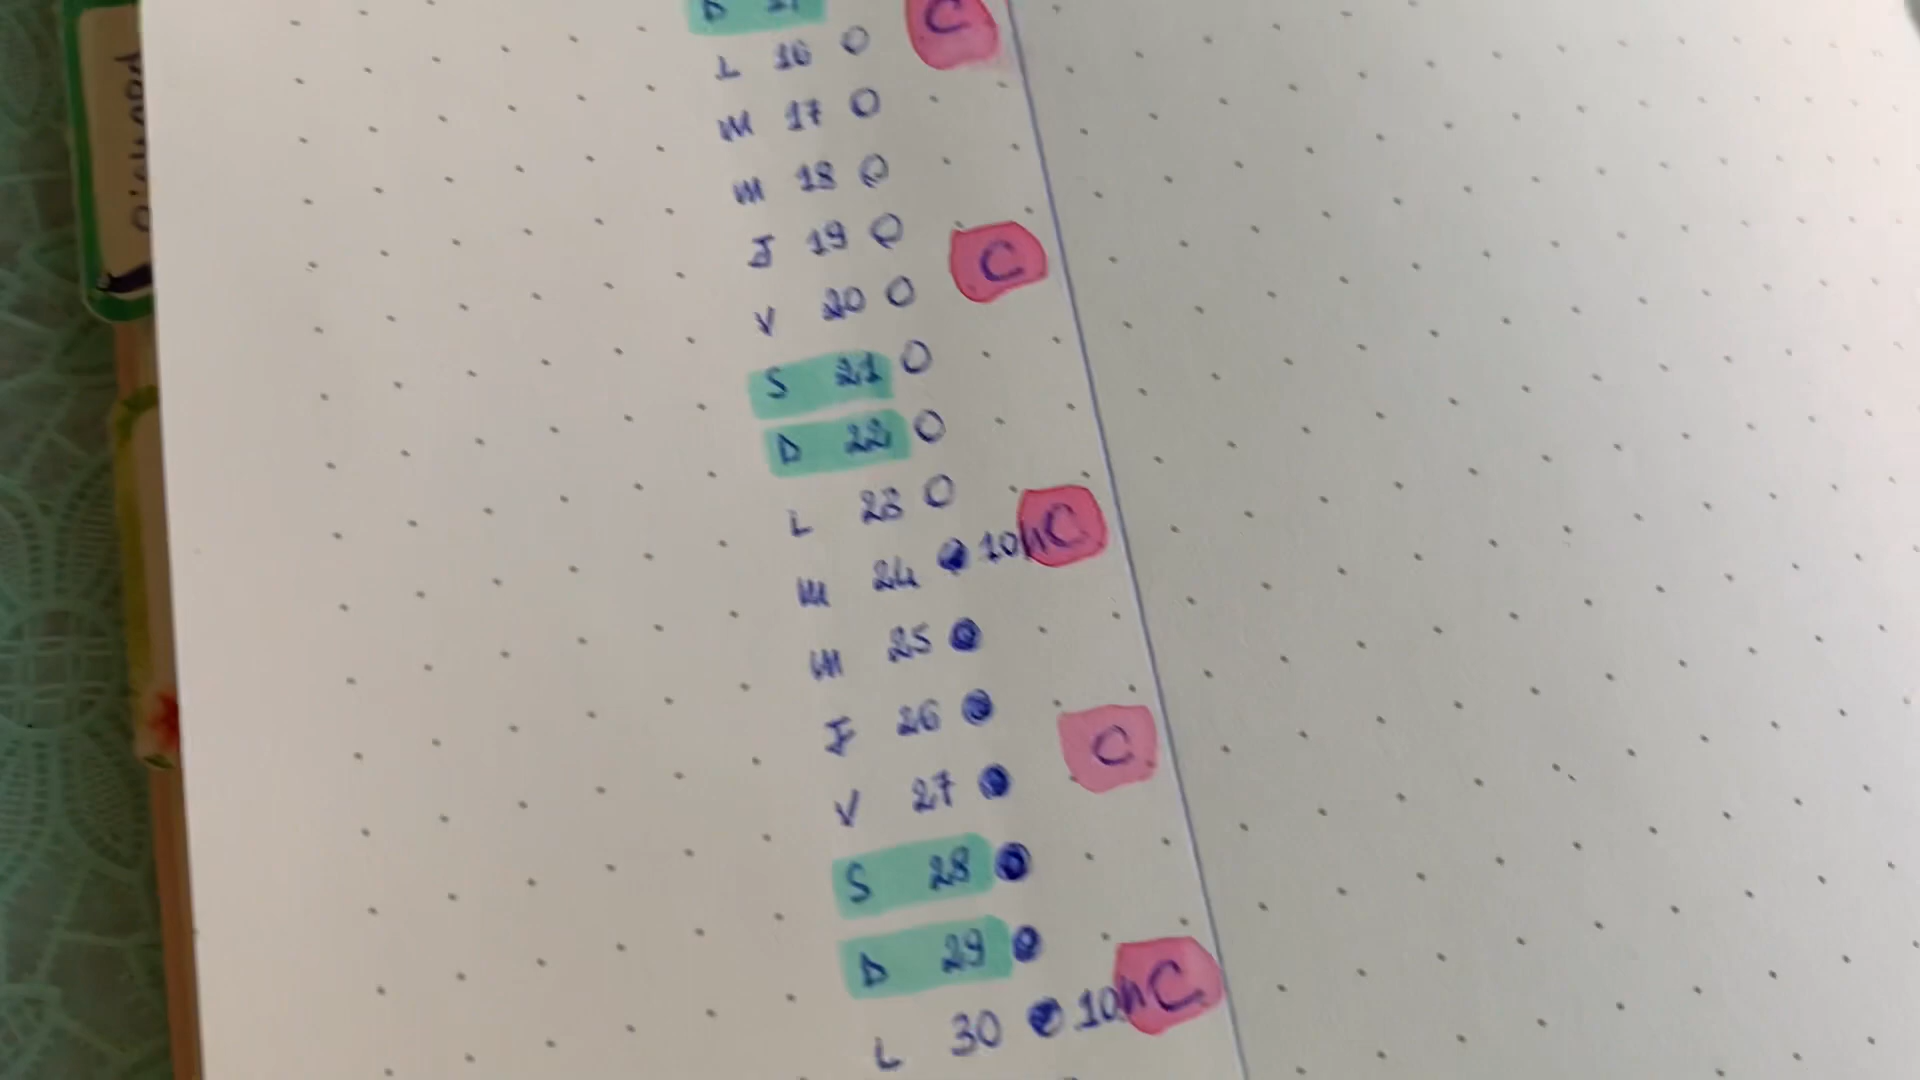 C
L 16 O
M 17 O
M 18 O
J 19 O C
V 20 O
S 21 O
D 22 O
L 23 O
M 24 10h C
M 25
J 26
V 27 C
S 28
D 29
L 30 10h C